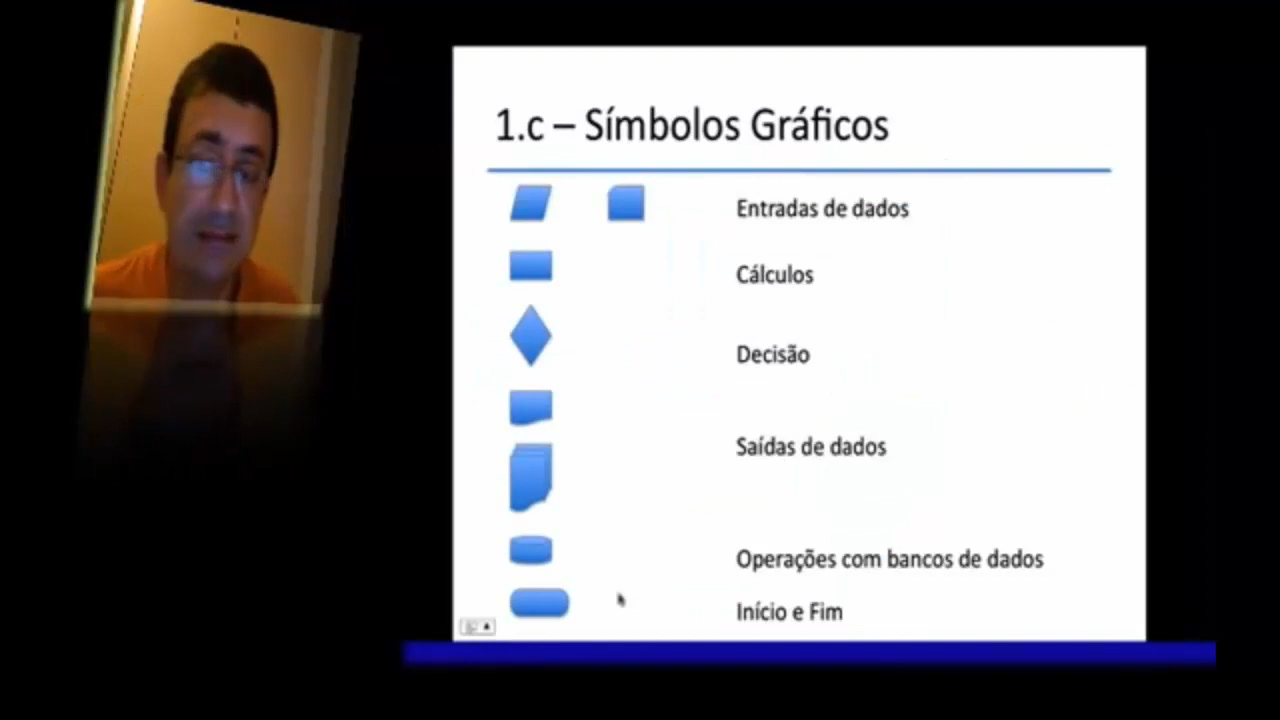 1.c – Símbolos Gráficos
Entradas de dados
Cálculos
Decisão
Saídas de dados
Operações com bancos de dados
Início e Fim